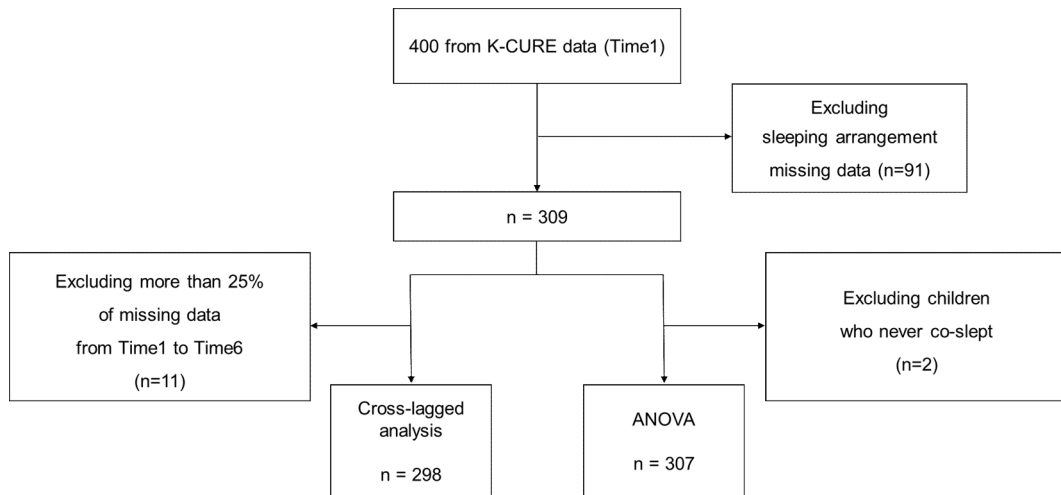 400 from K-CURE data (Time1)
Excluding
sleeping arrangement
missing data (n=91)
n = 309
Excluding more than 25%
of missing data
from Time1 to Time6
(n=11)
Excluding children
who never co-slept
(n=2)
Cross-lagged
analysis
n = 298
ANOVA
n = 307